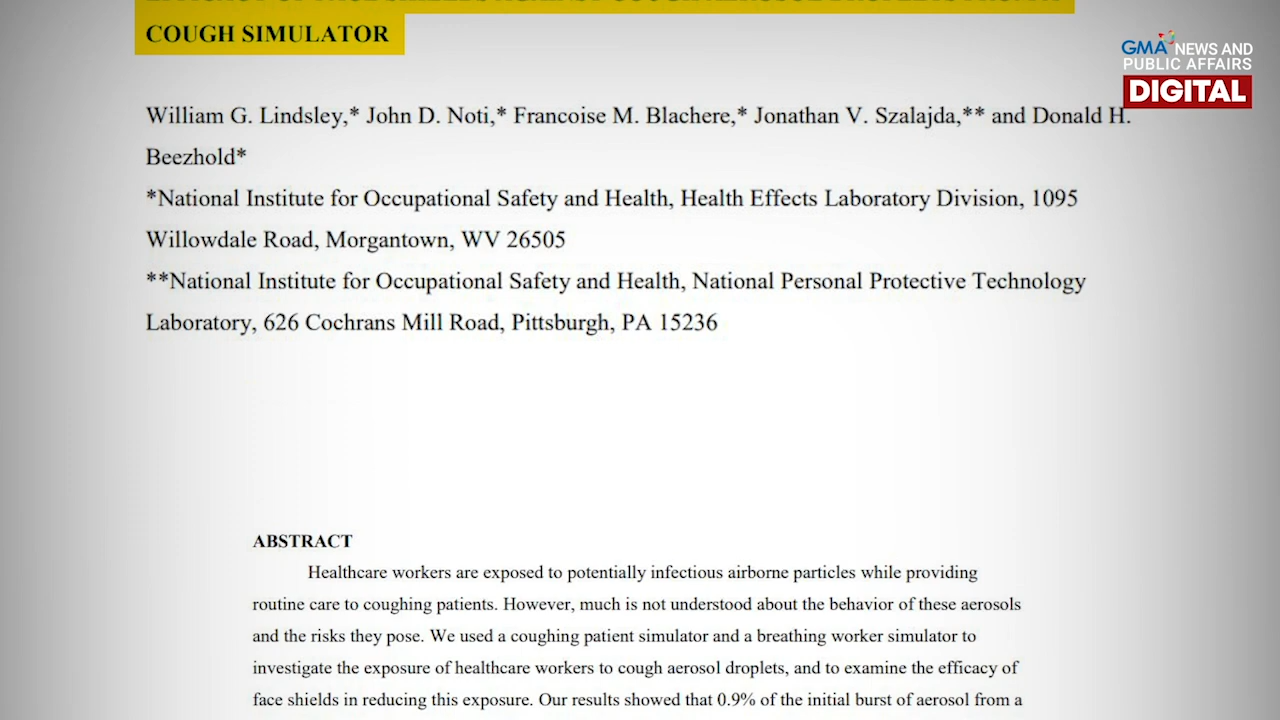 COUGH SIMULATOR
GMA NEWS AND
PUBLIC AFFAIRS
DIGITAL
William G. Lindsley,* John D. Noti,* Francoise M. Blachere,* Jonathan V. Szalajda,** and Donald H.
Beezhold*
*National Institute for Occupational Safety and Health, Health Effects Laboratory Division, 1095
Willowdale Road, Morgantown, WV 26505
**National Institute for Occupational Safety and Health, National Personal Protective Technology
Laboratory, 626 Cochrans Mill Road, Pittsburgh, PA 15236
ABSTRACT
Healthcare workers are exposed to potentially infectious airborne particles while providing
routine care to coughing patients. However, much is not understood about the behavior of these aerosols
and the risks they pose. We used a coughing patient simulator and a breathing worker simulator to
investigate the exposure of healthcare workers to cough aerosol droplets, and to examine the efficacy of
face shields in reducing this exposure. Our results showed that 0.9% of the initial burst of aerosol from a